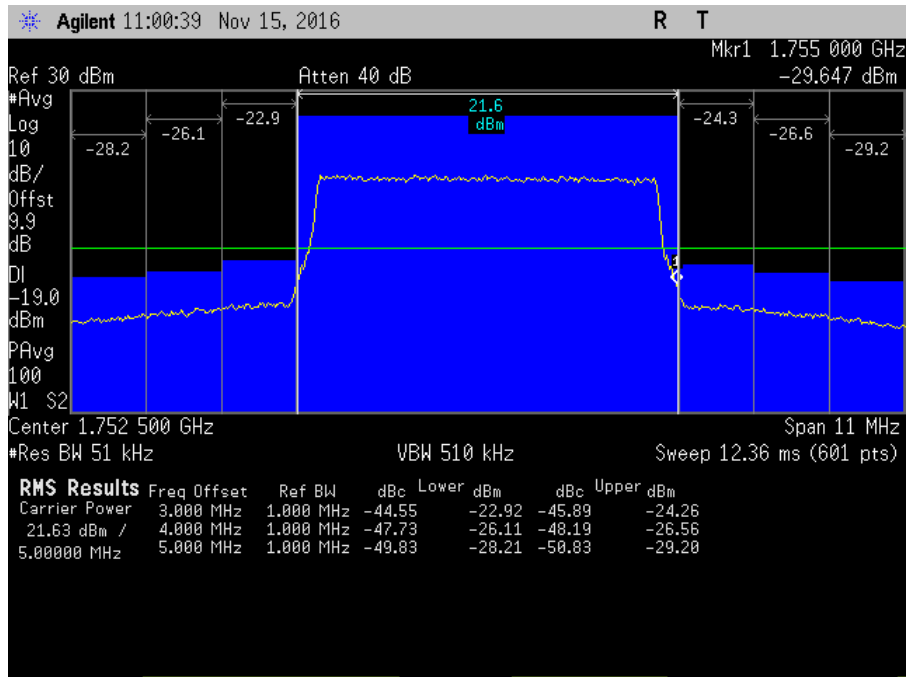 Agilent 11:00:39 Nov 15, 2016 R T
Mkr1 1.755 000 GHz
Ref 30 dBm Atten 40 dB -29.647 dBm
#Avg
Log
10
dB/
Offst
9.9
dB
DI
-19.0
dBm
PAvg
100
W1 S2
-28.2 -26.1 -22.9 21.6 dBm -24.3 -26.6 -29.2
1
Center 1.752 500 GHz Span 11 MHz
#Res BW 51 kHz VBW 510 kHz Sweep 12.36 ms (601 pts)
RMS Results Freq Offset Ref BW dBc Lower dBm dBc Upper dBm
Carrier Power 3.000 MHz 1.000 MHz -44.55 -22.92 -45.89 -24.26
21.63 dBm / 4.000 MHz 1.000 MHz -47.73 -26.11 -48.19 -26.56
5.00000 MHz 5.000 MHz 1.000 MHz -49.83 -28.21 -50.83 -29.20